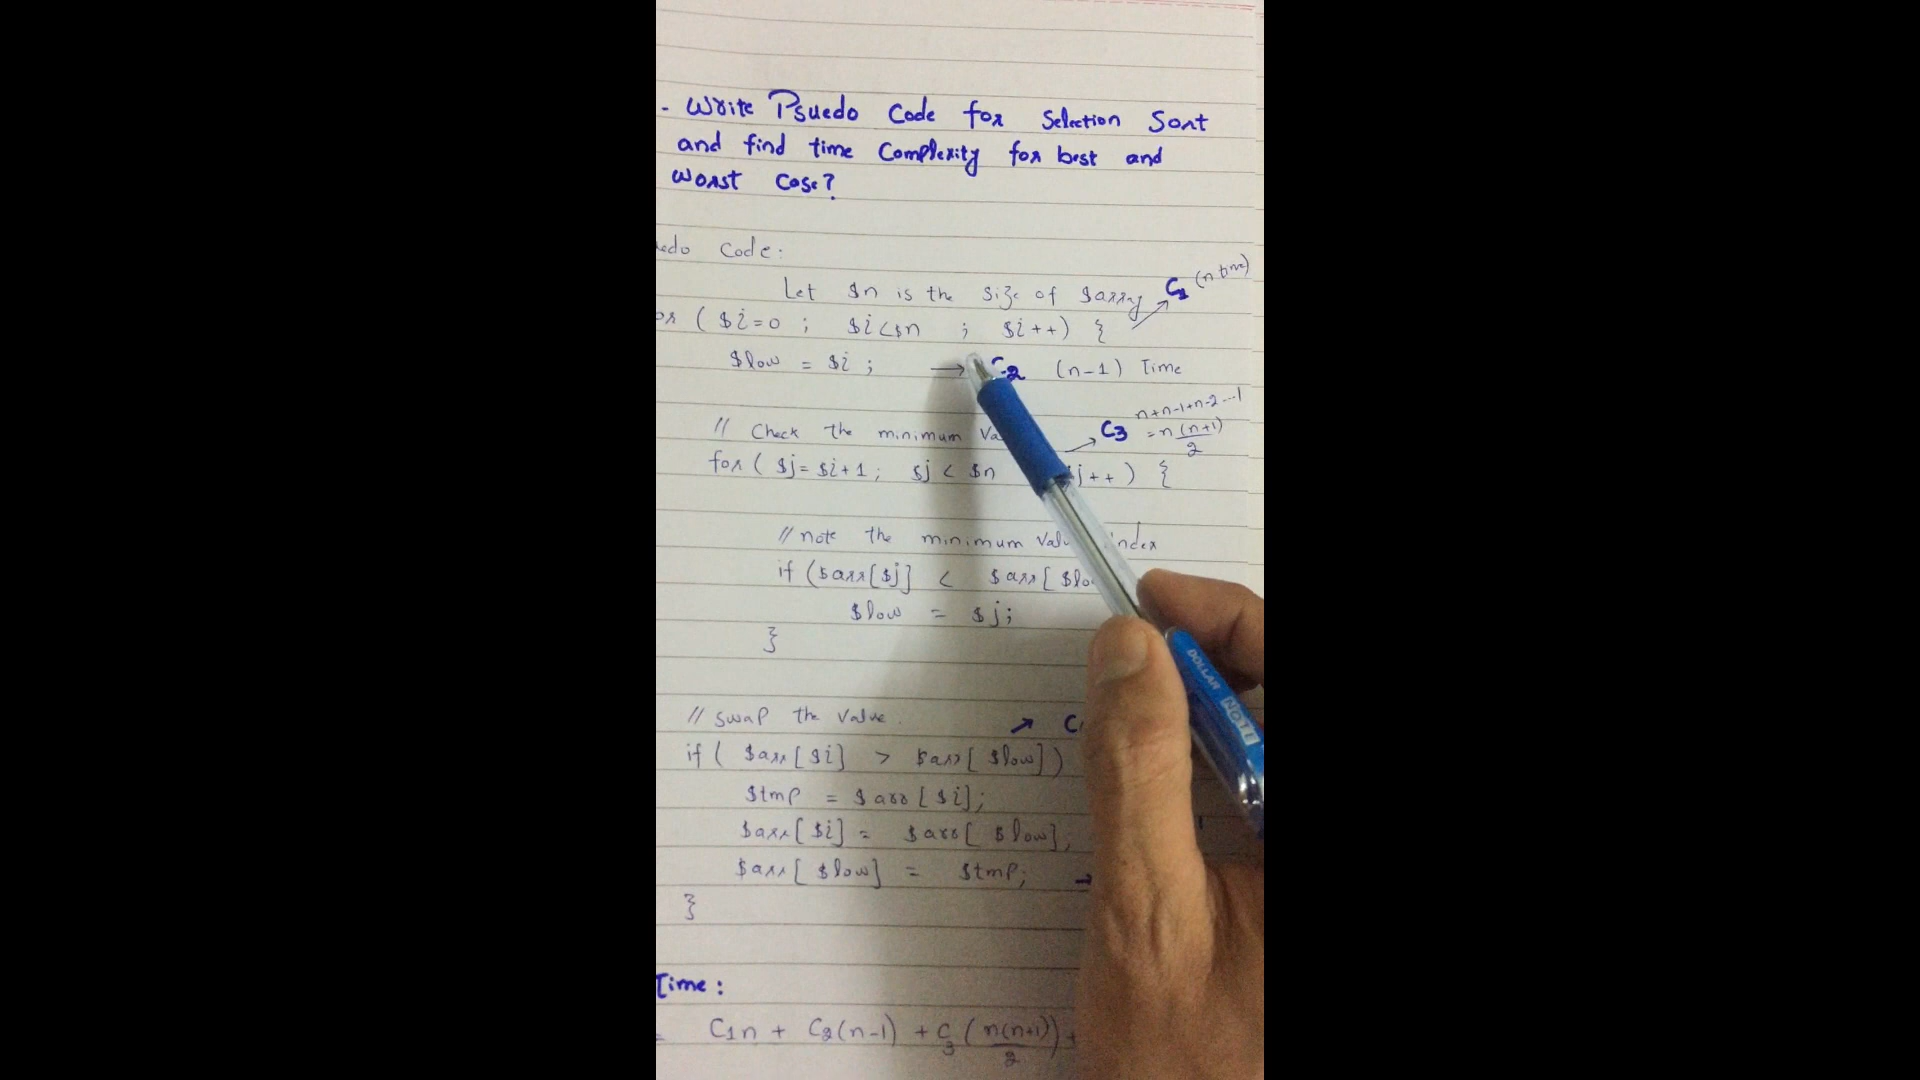 - Write Psuedo Code for Selection Sort
and find time Complexity for best and
worst case?
Code:
Let $n is the size of $array
C1 (n time)
( $i=0 ; $i<$n ; $i++) {
$low = $i ; → C2 (n-1) Time
n+n-1+n-2---1
// Check the minimum
C3 = n(n+1)/2
for ( $j= $i+1 ; $j < $n j++ ) {
// note the minimum index
if ($arr[$j] < $arr[
$low = $j;
}
// swap the value.
if ( $arr[$i] > $arr[ $low] )
$tmp = $arr[$i];
$arr[$i] = $arr[ $low],
$arr[ $low] = $tmp; →
}
Time :
= C1n + C2(n-1) + C3 ( n(n+1)/2 ) +
DOLLAR NOTE